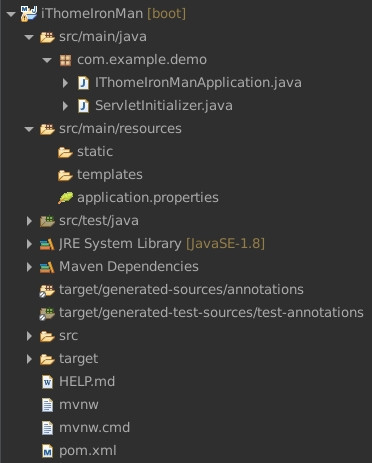 iThomeIronMan [boot]
src/main/java
com.example.demo
IThomeIronManApplication.java
ServletInitializer.java
src/main/resources
static
templates
application.properties
src/test/java
JRE System Library [JavaSE-1.8]
Maven Dependencies
target/generated-sources/annotations
target/generated-test-sources/test-annotations
src
target
HELP.md
mvnw
mvnw.cmd
pom.xml